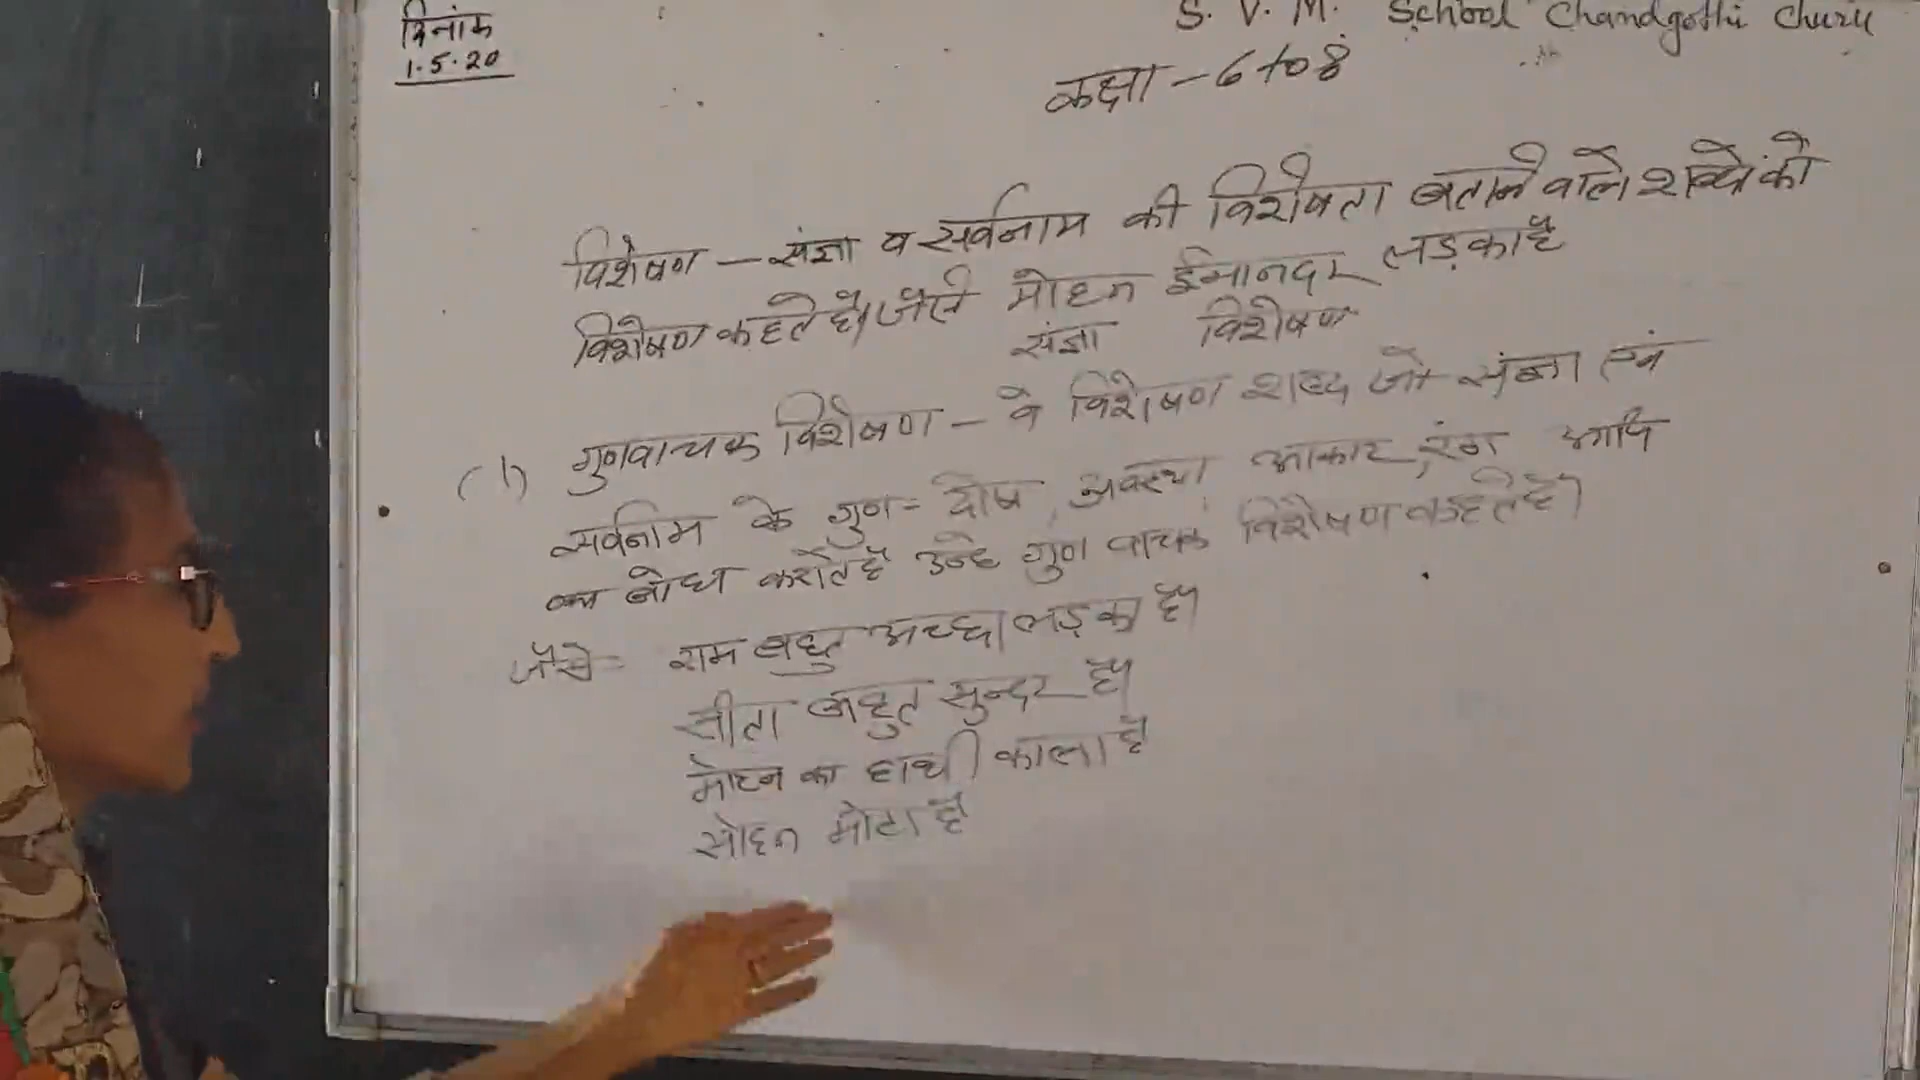 दिनांक
1.5.20
S. V. M. School Chandgothi Churu
कक्षा - 6 to 8
विशेषण - संज्ञा व सर्वनाम की विशेषता बताने वाले शब्दो को
विशेषण कहते है। जैसे मोहन ईमानदार लड़का है
संज्ञा विशेषण
(1) गुणवाचक विशेषण - वे विशेषण शब्द जो संज्ञा एवं
सर्वनाम के गुण - दोष, अवस्था आकार, रंग आदि
का बोध कराते है उन्हे गुण वाचक विशेषण कहते है।
जैसे - राम बहुत अच्छा लड़का है।
सीता बहुत सुन्दर है।
मोहन का हाथी काला है
सोहन मोटा है